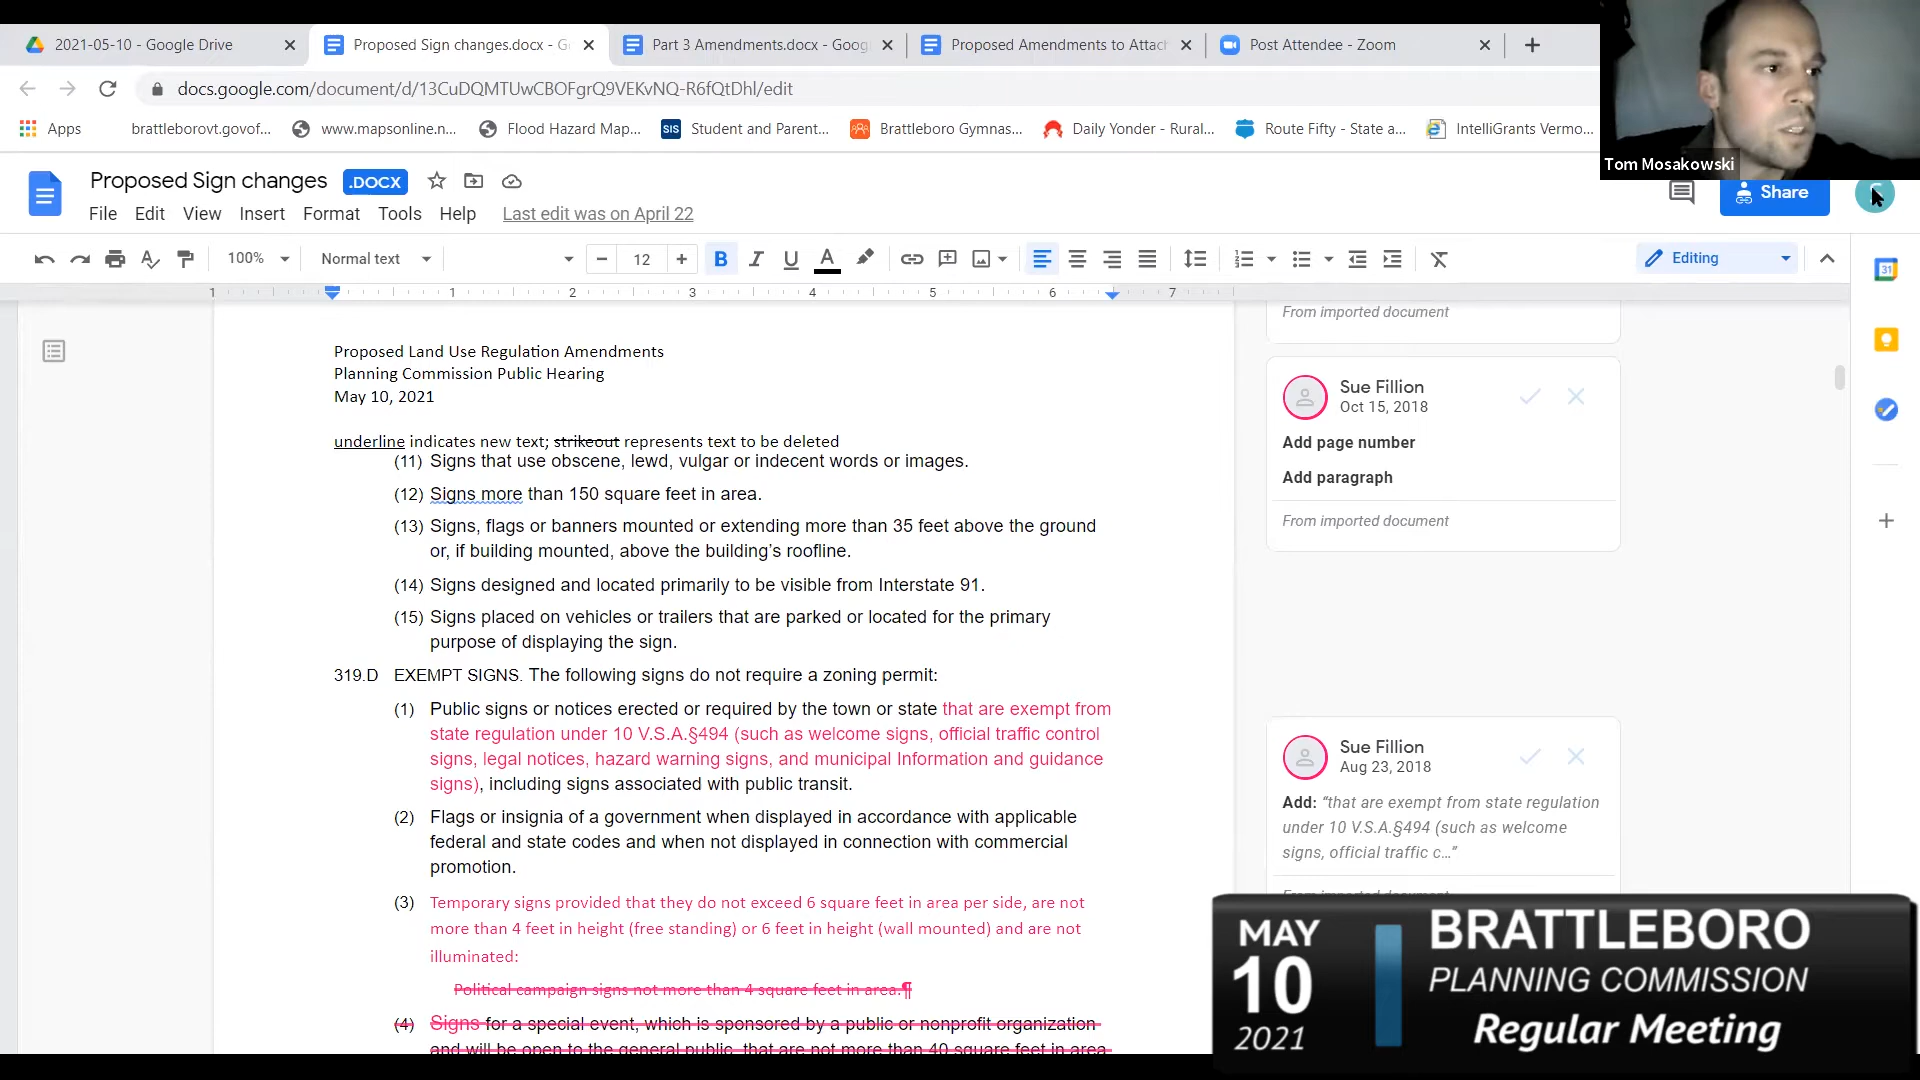 2021-05-10 - Google Drive
Proposed Sign changes.docx - G
Part 3 Amendments.docx - Goog
Proposed Amendments to Attach
Post Attendee - Zoom
docs.google.com/document/d/13CuDQMTUwCBOFgrQ9VEKvNQ-R6fQtDhl/edit
Apps
brattleborovt.govof...
www.mapsonline.n...
Flood Hazard Map...
SIS
Student and Parent...
Brattleboro Gymnas...
Daily Yonder - Rural...
Route Fifty - State a...
IntelliGrants Vermo...
Tom Mosakowski
Proposed Sign changes
.DOCX
Share
File Edit View Insert Format Tools Help Last edit was on April 22
100%
Normal text
12
B I U A
Editing
31
1 1 2 3 4 5 6 7
Proposed Land Use Regulation Amendments
Planning Commission Public Hearing
May 10, 2021
underline indicates new text; strikeout represents text to be deleted
(11) Signs that use obscene, lewd, vulgar or indecent words or images.
(12) Signs more than 150 square feet in area.
(13) Signs, flags or banners mounted or extending more than 35 feet above the ground
or, if building mounted, above the building's roofline.
(14) Signs designed and located primarily to be visible from Interstate 91.
(15) Signs placed on vehicles or trailers that are parked or located for the primary
purpose of displaying the sign.
319.D EXEMPT SIGNS. The following signs do not require a zoning permit:
(1) Public signs or notices erected or required by the town or state that are exempt from
state regulation under 10 V.S.A.§494 (such as welcome signs, official traffic control
signs, legal notices, hazard warning signs, and municipal Information and guidance
signs), including signs associated with public transit.
(2) Flags or insignia of a government when displayed in accordance with applicable
federal and state codes and when not displayed in connection with commercial
promotion.
(3) Temporary signs provided that they do not exceed 6 square feet in area per side, are not
more than 4 feet in height (free standing) or 6 feet in height (wall mounted) and are not
illuminated:
Political campaign signs not more than 4 square feet in area.¶
(4) Signs for a special event, which is sponsored by a public or nonprofit organization
and will be open to the general public, that are not more than 40 square feet in area
From imported document
Sue Fillion
Oct 15, 2018
Add page number
Add paragraph
From imported document
Sue Fillion
Aug 23, 2018
Add: “that are exempt from state regulation
under 10 V.S.A.§494 (such as welcome
signs, official traffic c...”
From imported document
MAY
10
2021
BRATTLEBORO
PLANNING COMMISSION
Regular Meeting